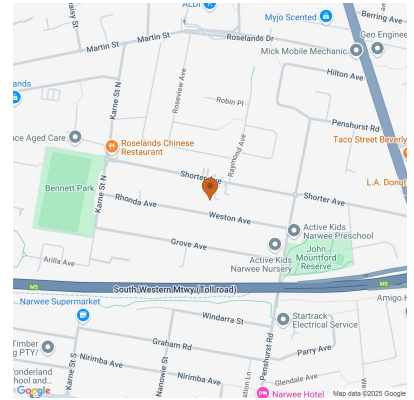 ALDI
Myjo Scented
Berring Ave
Martin St
Martin St
Roselands Dr
Geo Engineer
Mick Mobile Mechanic
Hilton Ave
Roseview Ave
Karne St N
Robin Pl
Penshurst Rd
Raymond Ave
ace Aged Care
Roselands Chinese
Restaurant
Taco Street Beverly
L.A. Donut
Shorter Ave
Shorter Ave
Bennett Park
Karne St N
Rhonda Ave
Weston Ave
Active Kids
Narwee Preschool
Grove Ave
Active Kids
Narwee Nursery
John
Mountford
Reserve
Arilla Ave
M5
South Western Mtwy (Toll road)
M5
Narwee Supermarket
Amigo H
Windarra St
Startrack
Electrical Service
Graham Rd
Penshurst Rd
Timber
g PTY/
Nirimba Ave
Nanowie St
Parry Ave
onderland
hool and...
Karne St S
Nirimba Ave
Glendale Ave
Narwee Hotel
Google
Map data ©2025 Google